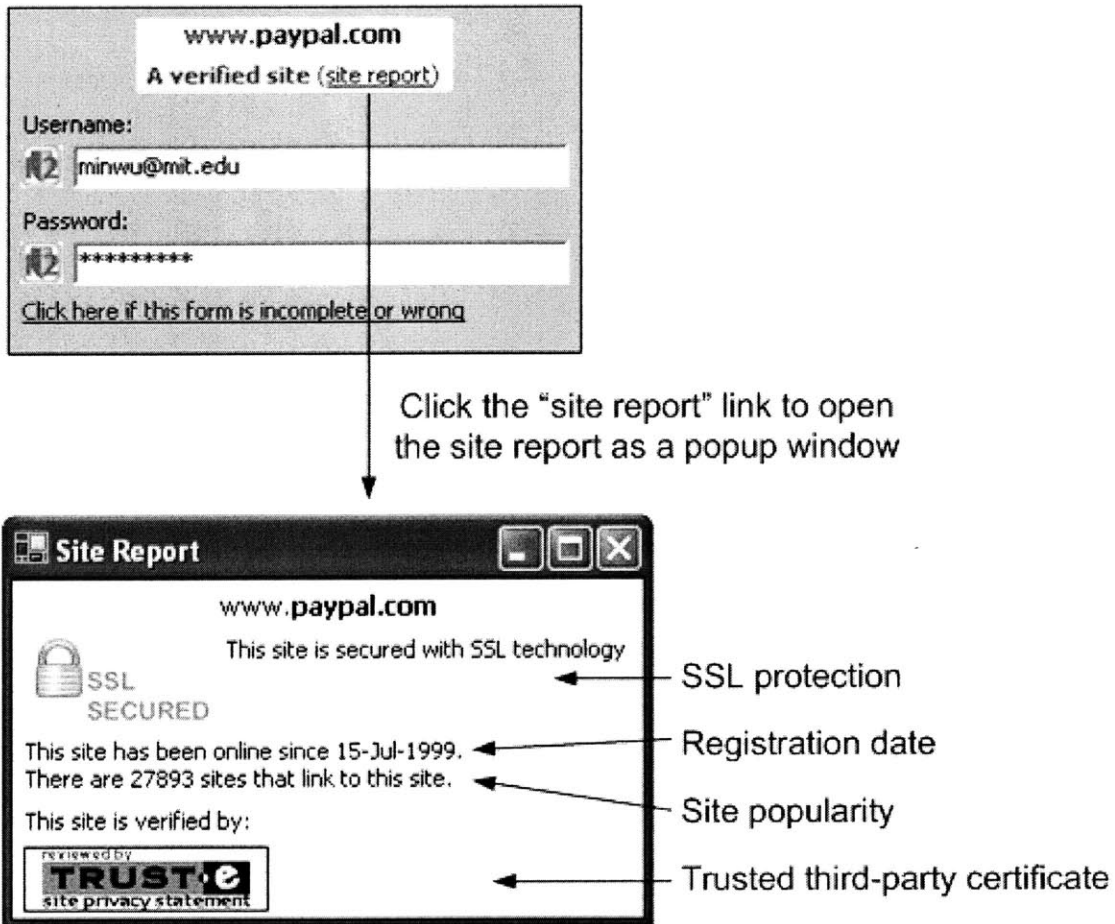 www.paypal.com
A verified site (site report)
Username:
minwu@mit.edu
Password:
*********
Click here if this form is incomplete or wrong
Click the “site report” link to open
the site report as a popup window
Site Report
www.paypal.com
This site is secured with SSL technology
SSL
SECURED
SSL protection
This site has been online since 15-Jul-1999.
Registration date
There are 27893 sites that link to this site.
Site popularity
This site is verified by:
reviewed by
TRUST•e
site privacy statement
Trusted third-party certificate